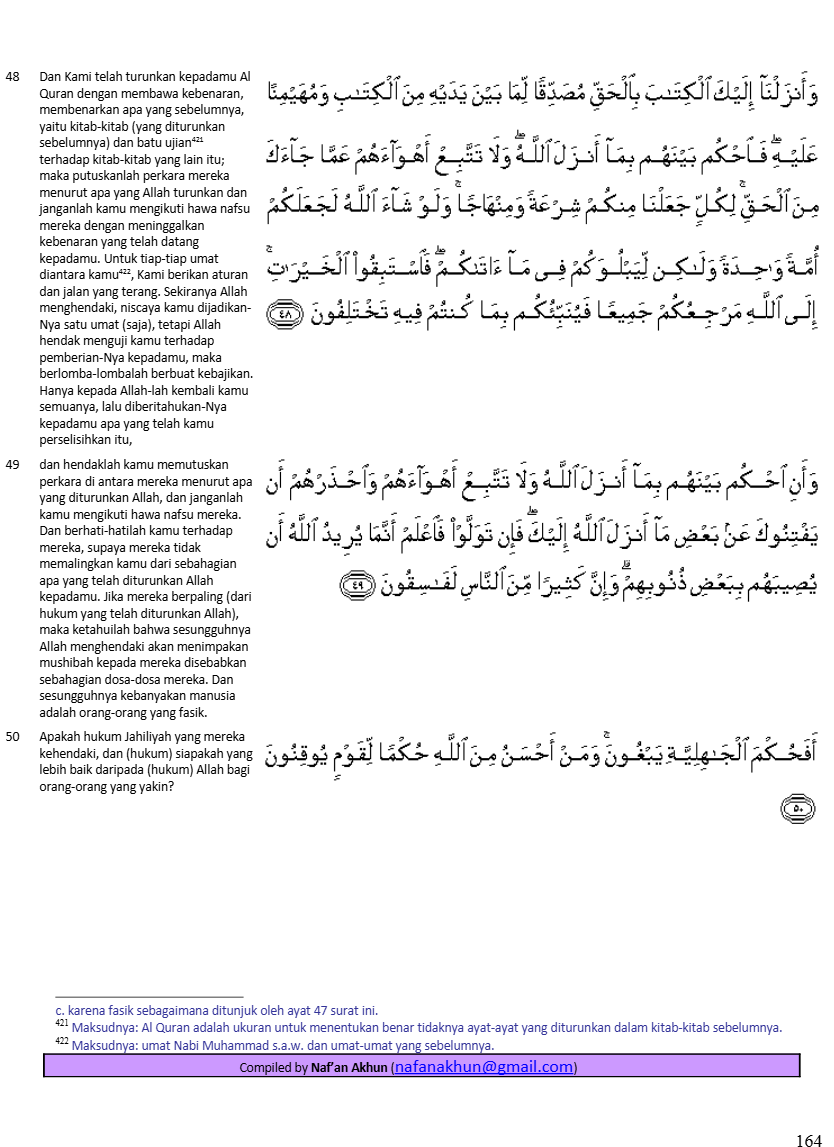 48 Dan Kami telah turunkan kepadamu Al
Quran dengan membawa kebenaran,
membenarkan apa yang sebelumnya,
yaitu kitab-kitab (yang diturunkan
sebelumnya) dan batu ujian⁴²¹
terhadap kitab-kitab yang lain itu;
maka putuskanlah perkara mereka
menurut apa yang Allah turunkan dan
janganlah kamu mengikuti hawa nafsu
mereka dengan meninggalkan
kebenaran yang telah datang
kepadamu. Untuk tiap-tiap umat
diantara kamu⁴²², Kami berikan aturan
dan jalan yang terang. Sekiranya Allah
menghendaki, niscaya kamu dijadikan-
Nya satu umat (saja), tetapi Allah
hendak menguji kamu terhadap
pemberian-Nya kepadamu, maka
berlomba-lombalah berbuat kebajikan.
Hanya kepada Allah-lah kembali kamu
semuanya, lalu diberitahukan-Nya
kepadamu apa yang telah kamu
perselisihkan itu,
وَأَنزَلْنَآ إِلَيْكَ ٱلْكِتَـٰبَ بِٱلْحَقِّ مُصَدِّقًا لِّمَا بَيْنَ يَدَيْهِ مِنَ ٱلْكِتَـٰبِ وَمُهَيْمِنًا
عَلَيْهِ ۖ فَٱحْكُم بَيْنَهُم بِمَآ أَنزَلَ ٱللَّهُ ۖ وَلَا تَتَّبِعْ أَهْوَآءَهُمْ عَمَّا جَآءَكَ
مِنَ ٱلْحَقِّ ۚ لِكُلٍّ جَعَلْنَا مِنكُمْ شِرْعَةً وَمِنْهَاجًا ۚ وَلَوْ شَآءَ ٱللَّهُ لَجَعَلَكُمْ
أُمَّةً وَٰحِدَةً وَلَـٰكِن لِّيَبْلُوَكُمْ فِى مَآ ءَاتَىٰكُمْ ۖ فَٱسْتَبِقُوا۟ ٱلْخَيْرَٰتِ ۚ
إِلَى ٱللَّهِ مَرْجِعُكُمْ جَمِيعًا فَيُنَبِّئُكُم بِمَا كُنتُمْ فِيهِ تَخْتَلِفُونَ ٤٨
49 dan hendaklah kamu memutuskan
perkara di antara mereka menurut apa
yang diturunkan Allah, dan janganlah
kamu mengikuti hawa nafsu mereka.
Dan berhati-hatilah kamu terhadap
mereka, supaya mereka tidak
memalingkan kamu dari sebahagian
apa yang telah diturunkan Allah
kepadamu. Jika mereka berpaling (dari
hukum yang telah diturunkan Allah),
maka ketahuilah bahwa sesungguhnya
Allah menghendaki akan menimpakan
mushibah kepada mereka disebabkan
sebahagian dosa-dosa mereka. Dan
sesungguhnya kebanyakan manusia
adalah orang-orang yang fasik.
وَأَنِ ٱحْكُم بَيْنَهُم بِمَآ أَنزَلَ ٱللَّهُ وَلَا تَتَّبِعْ أَهْوَآءَهُمْ وَٱحْذَرْهُمْ أَن
يَفْتِنُوكَ عَنۢ بَعْضِ مَآ أَنزَلَ ٱللَّهُ إِلَيْكَ ۖ فَإِن تَوَلَّوْا۟ فَٱعْلَمْ أَنَّمَا يُرِيدُ ٱللَّهُ أَن
يُصِيبَهُم بِبَعْضِ ذُنُوبِهِمْ ۗ وَإِنَّ كَثِيرًا مِّنَ ٱلنَّاسِ لَفَـٰسِقُونَ ٤٩
50 Apakah hukum Jahiliyah yang mereka
kehendaki, dan (hukum) siapakah yang
lebih baik daripada (hukum) Allah bagi
orang-orang yang yakin?
أَفَحُكْمَ ٱلْجَـٰهِلِيَّةِ يَبْغُونَ ۚ وَمَنْ أَحْسَنُ مِنَ ٱللَّهِ حُكْمًا لِّقَوْمٍ يُوقِنُونَ
٥٠
c. karena fasik sebagaimana ditunjuk oleh ayat 47 surat ini.
⁴²¹ Maksudnya: Al Quran adalah ukuran untuk menentukan benar tidaknya ayat-ayat yang diturunkan dalam kitab-kitab sebelumnya.
⁴²² Maksudnya: umat Nabi Muhammad s.a.w. dan umat-umat yang sebelumnya.
Compiled by Naf’an Akhun (nafanakhun@gmail.com)
164